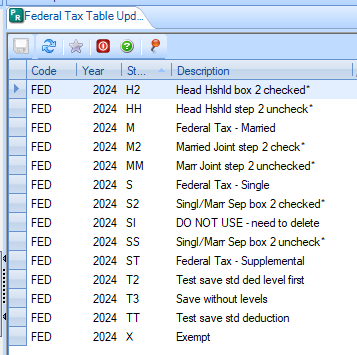 Federal Tax Table Upd...
Code Year St... Description
FED 2024 H2 Head Hshld box 2 checked*
FED 2024 HH Head Hshld step 2 uncheck*
FED 2024 M Federal Tax - Married
FED 2024 M2 Married Joint step 2 check*
FED 2024 MM Marr Joint step 2 unchecked*
FED 2024 S Federal Tax - Single
FED 2024 S2 Singl/Marr Sep box 2 checked*
FED 2024 SI DO NOT USE - need to delete
FED 2024 SS Singl/Marr Sep box 2 uncheck*
FED 2024 ST Federal Tax - Supplemental
FED 2024 T2 Test save std ded level first
FED 2024 T3 Save without levels
FED 2024 TT Test save std deduction
FED 2024 X Exempt